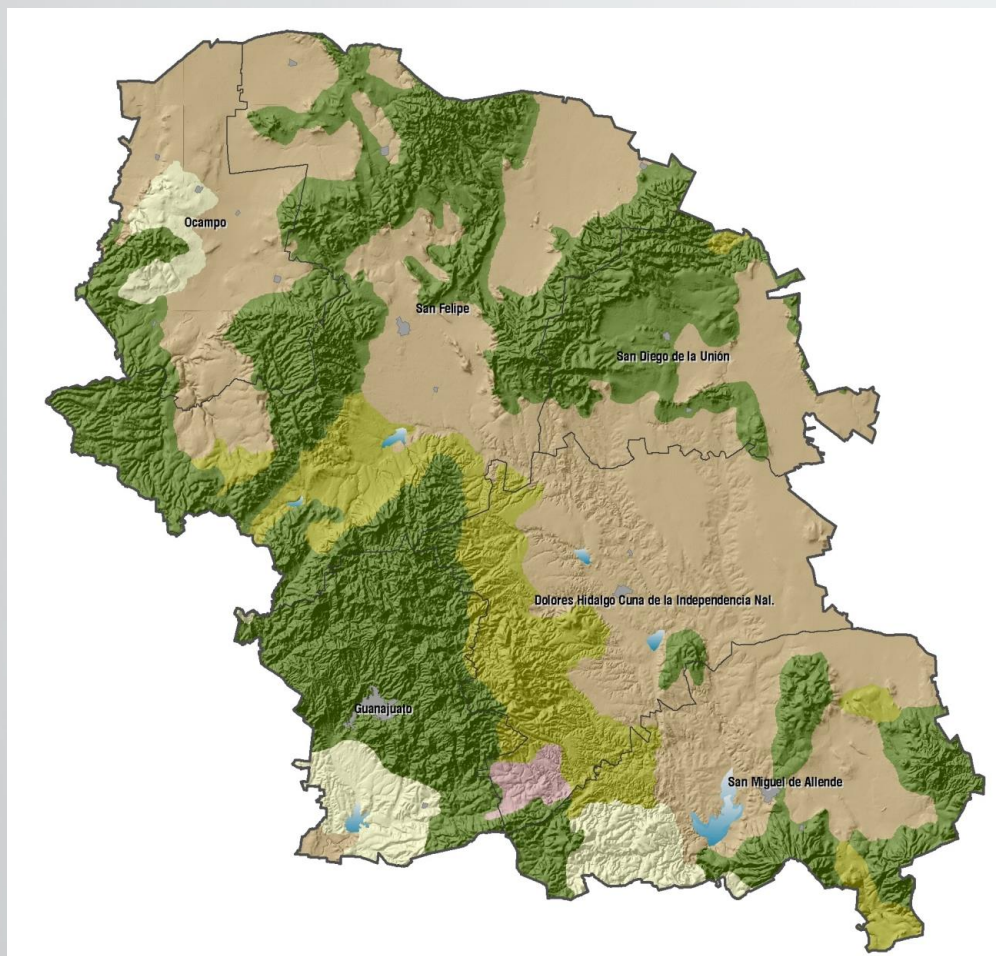 Ocampo
San Felipe
San Diego de la Unión
Dolores Hidalgo Cuna de la Independencia Nal.
Guanajuato
San Miguel de Allende